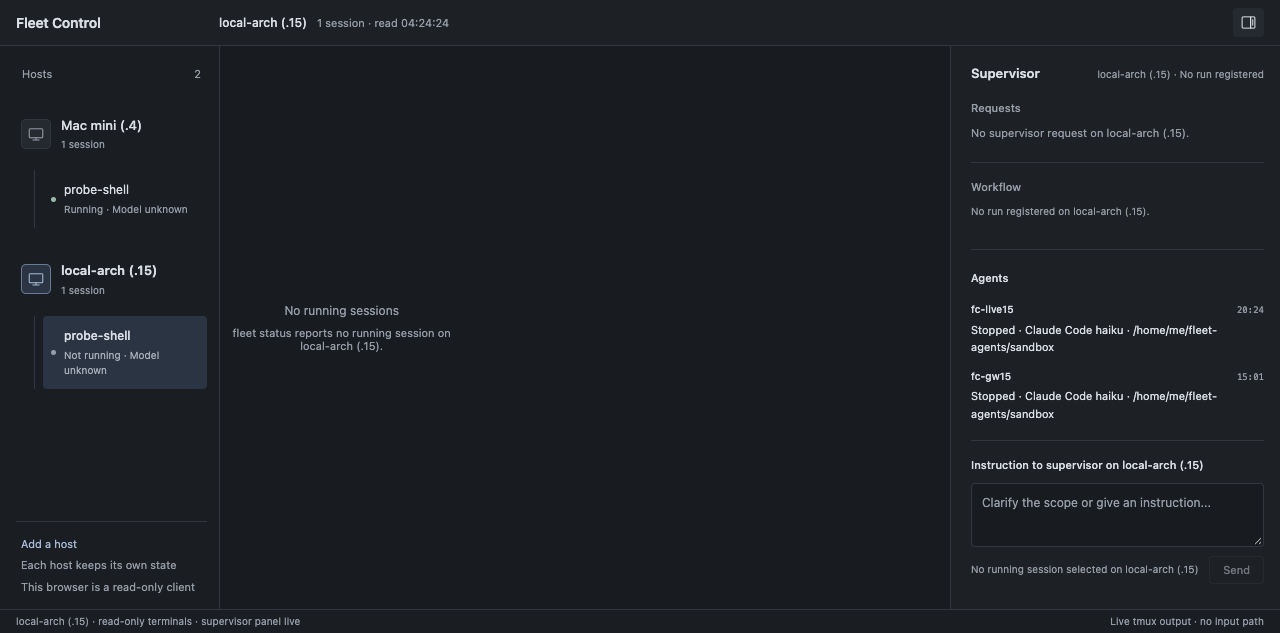 Fleet Control
local-arch (.15) 1 session · read 04:24:24
Hosts 2
Mac mini (.4)
1 session
probe-shell
Running · Model unknown
local-arch (.15)
1 session
probe-shell
Not running · Model
unknown
Add a host
Each host keeps its own state
This browser is a read-only client
No running sessions
fleet status reports no running session on
local-arch (.15).
Supervisor local-arch (.15) · No run registered
Requests
No supervisor request on local-arch (.15).
Workflow
No run registered on local-arch (.15).
Agents
fc-live15 20:24
Stopped · Claude Code haiku · /home/me/fleet-
agents/sandbox
fc-gw15 15:01
Stopped · Claude Code haiku · /home/me/fleet-
agents/sandbox
Instruction to supervisor on local-arch (.15)
Clarify the scope or give an instruction...
No running session selected on local-arch (.15) Send
local-arch (.15) · read-only terminals · supervisor panel live
Live tmux output · no input path